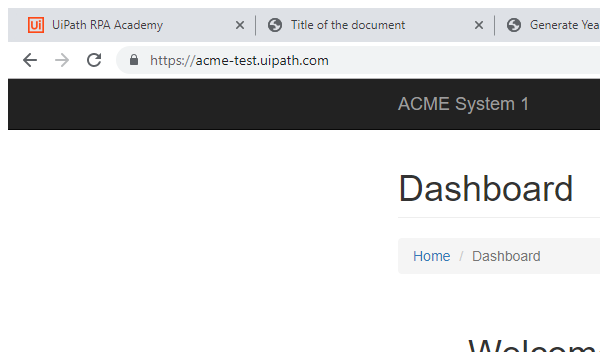 Ui UiPath RPA Academy Title of the document Generate Yea
https://acme-test.uipath.com
ACME System 1
Dashboard
Home / Dashboard
Welcom